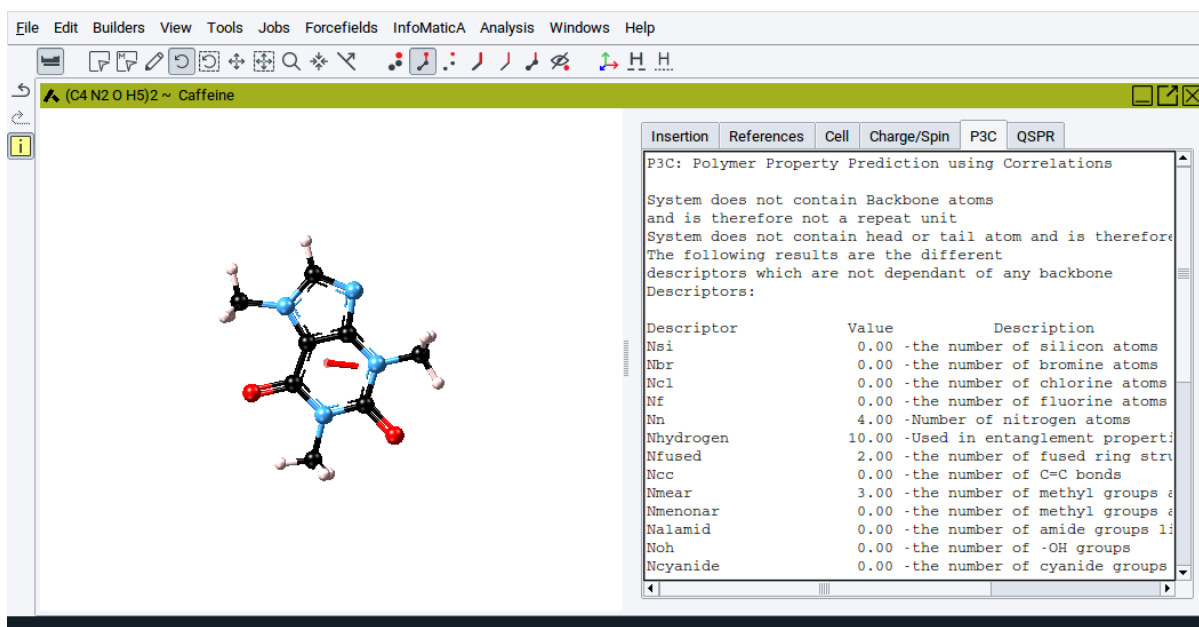 File Edit Builders View Tools Jobs Forcefields InfoMaticA Analysis Windows Help
M
H H
(C4 N2 O H5)2 ~ Caffeine
i
Insertion References Cell Charge/Spin P3C QSPR
P3C: Polymer Property Prediction using Correlations
System does not contain Backbone atoms
and is therefore not a repeat unit
System does not contain head or tail atom and is therefore
The following results are the different
descriptors which are not dependant of any backbone
Descriptors:
Descriptor Value Description
Nsi 0.00 -the number of silicon atoms
Nbr 0.00 -the number of bromine atoms
Ncl 0.00 -the number of chlorine atoms
Nf 0.00 -the number of fluorine atoms
Nn 4.00 -Number of nitrogen atoms
Nhydrogen 10.00 -Used in entanglement properti
Nfused 2.00 -the number of fused ring stru
Ncc 0.00 -the number of C=C bonds
Nmear 3.00 -the number of methyl groups a
Nmenonar 0.00 -the number of methyl groups a
Nalamid 0.00 -the number of amide groups li
Noh 0.00 -the number of -OH groups
Ncyanide 0.00 -the number of cyanide groups